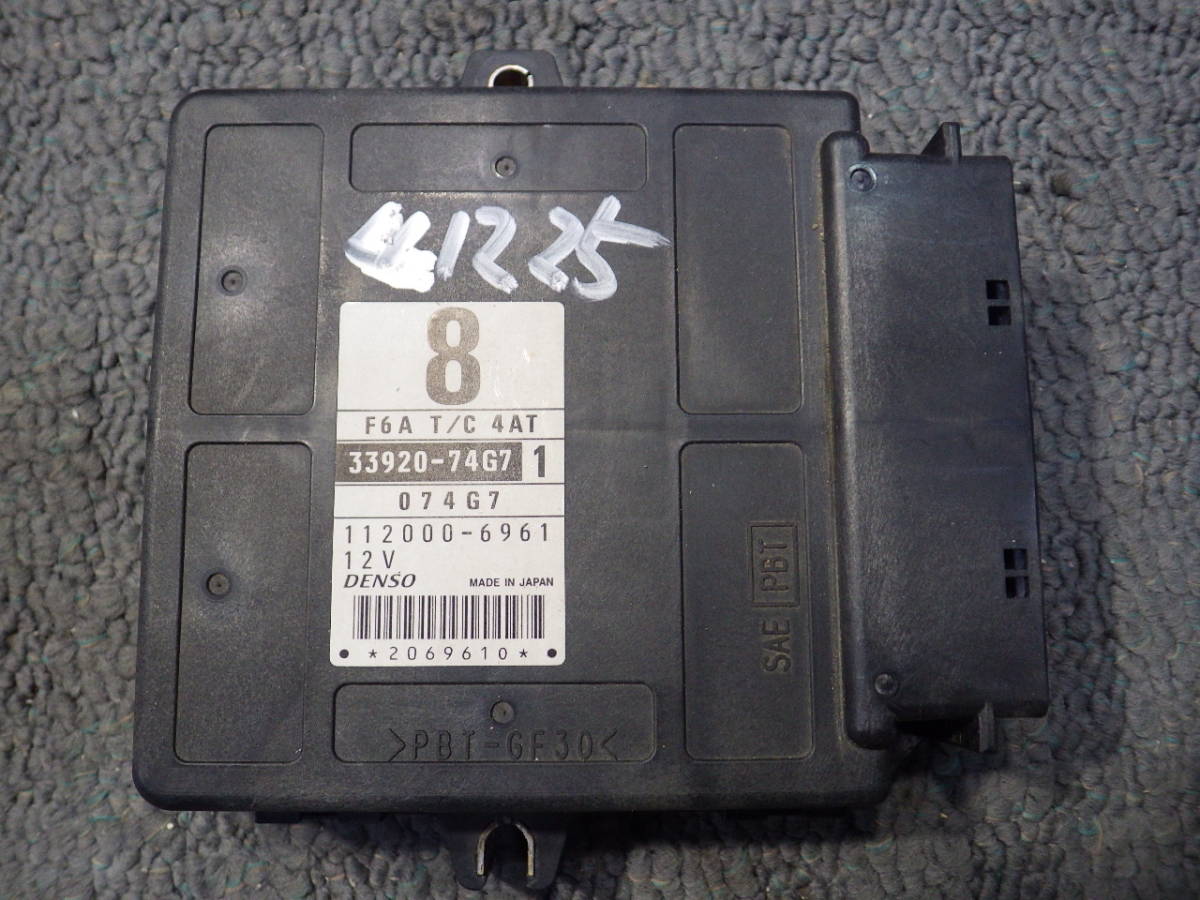 1225
8
F6A T/C 4AT
33920-74G7 1
074G7
112000-6961
12V
DENSO MADE IN JAPAN
*2069610*
SAE PBT
>PBT-GF30<